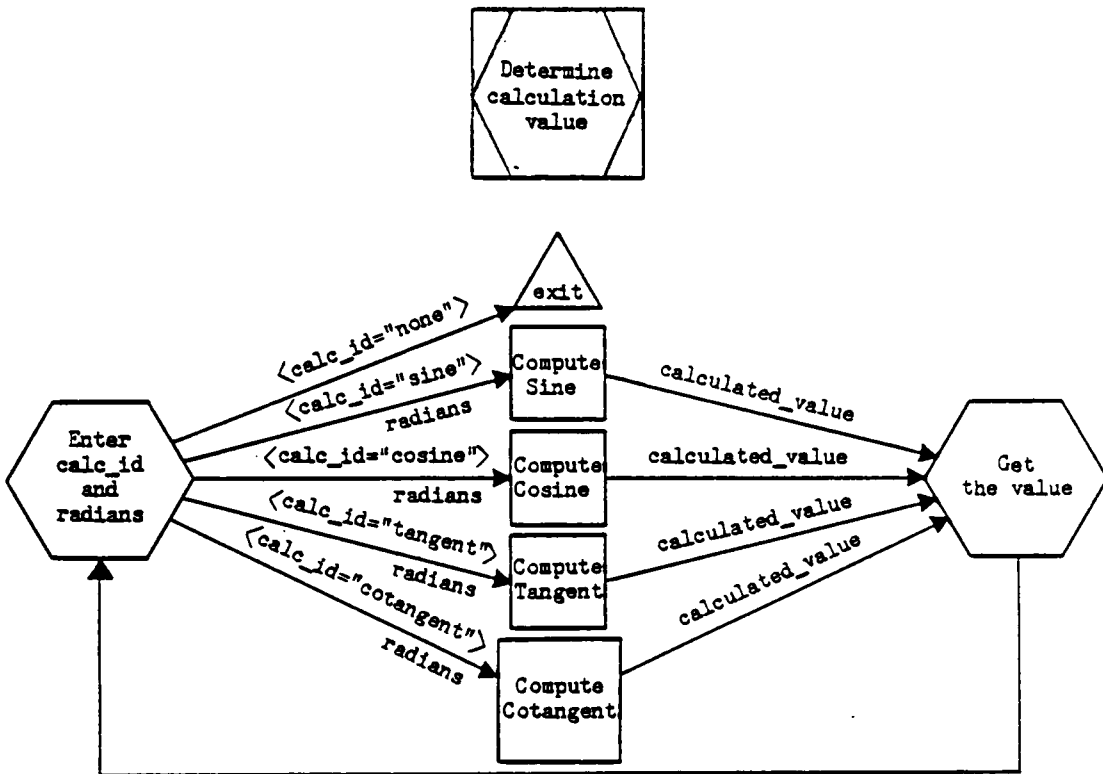 Determine
calculation
value
exit
<calc_id="none">
<calc_id="sine">
radians
Compute
Sine
calculated_value
Enter
calc_id
and
radians
<calc_id="cosine">
radians
Compute
Cosine
calculated_value
Get
the value
<calc_id="tangent">
radians
Compute
Tangent
calculated_value
<calc_id="cotangent">
radians
Compute
Cotangent
calculated_value